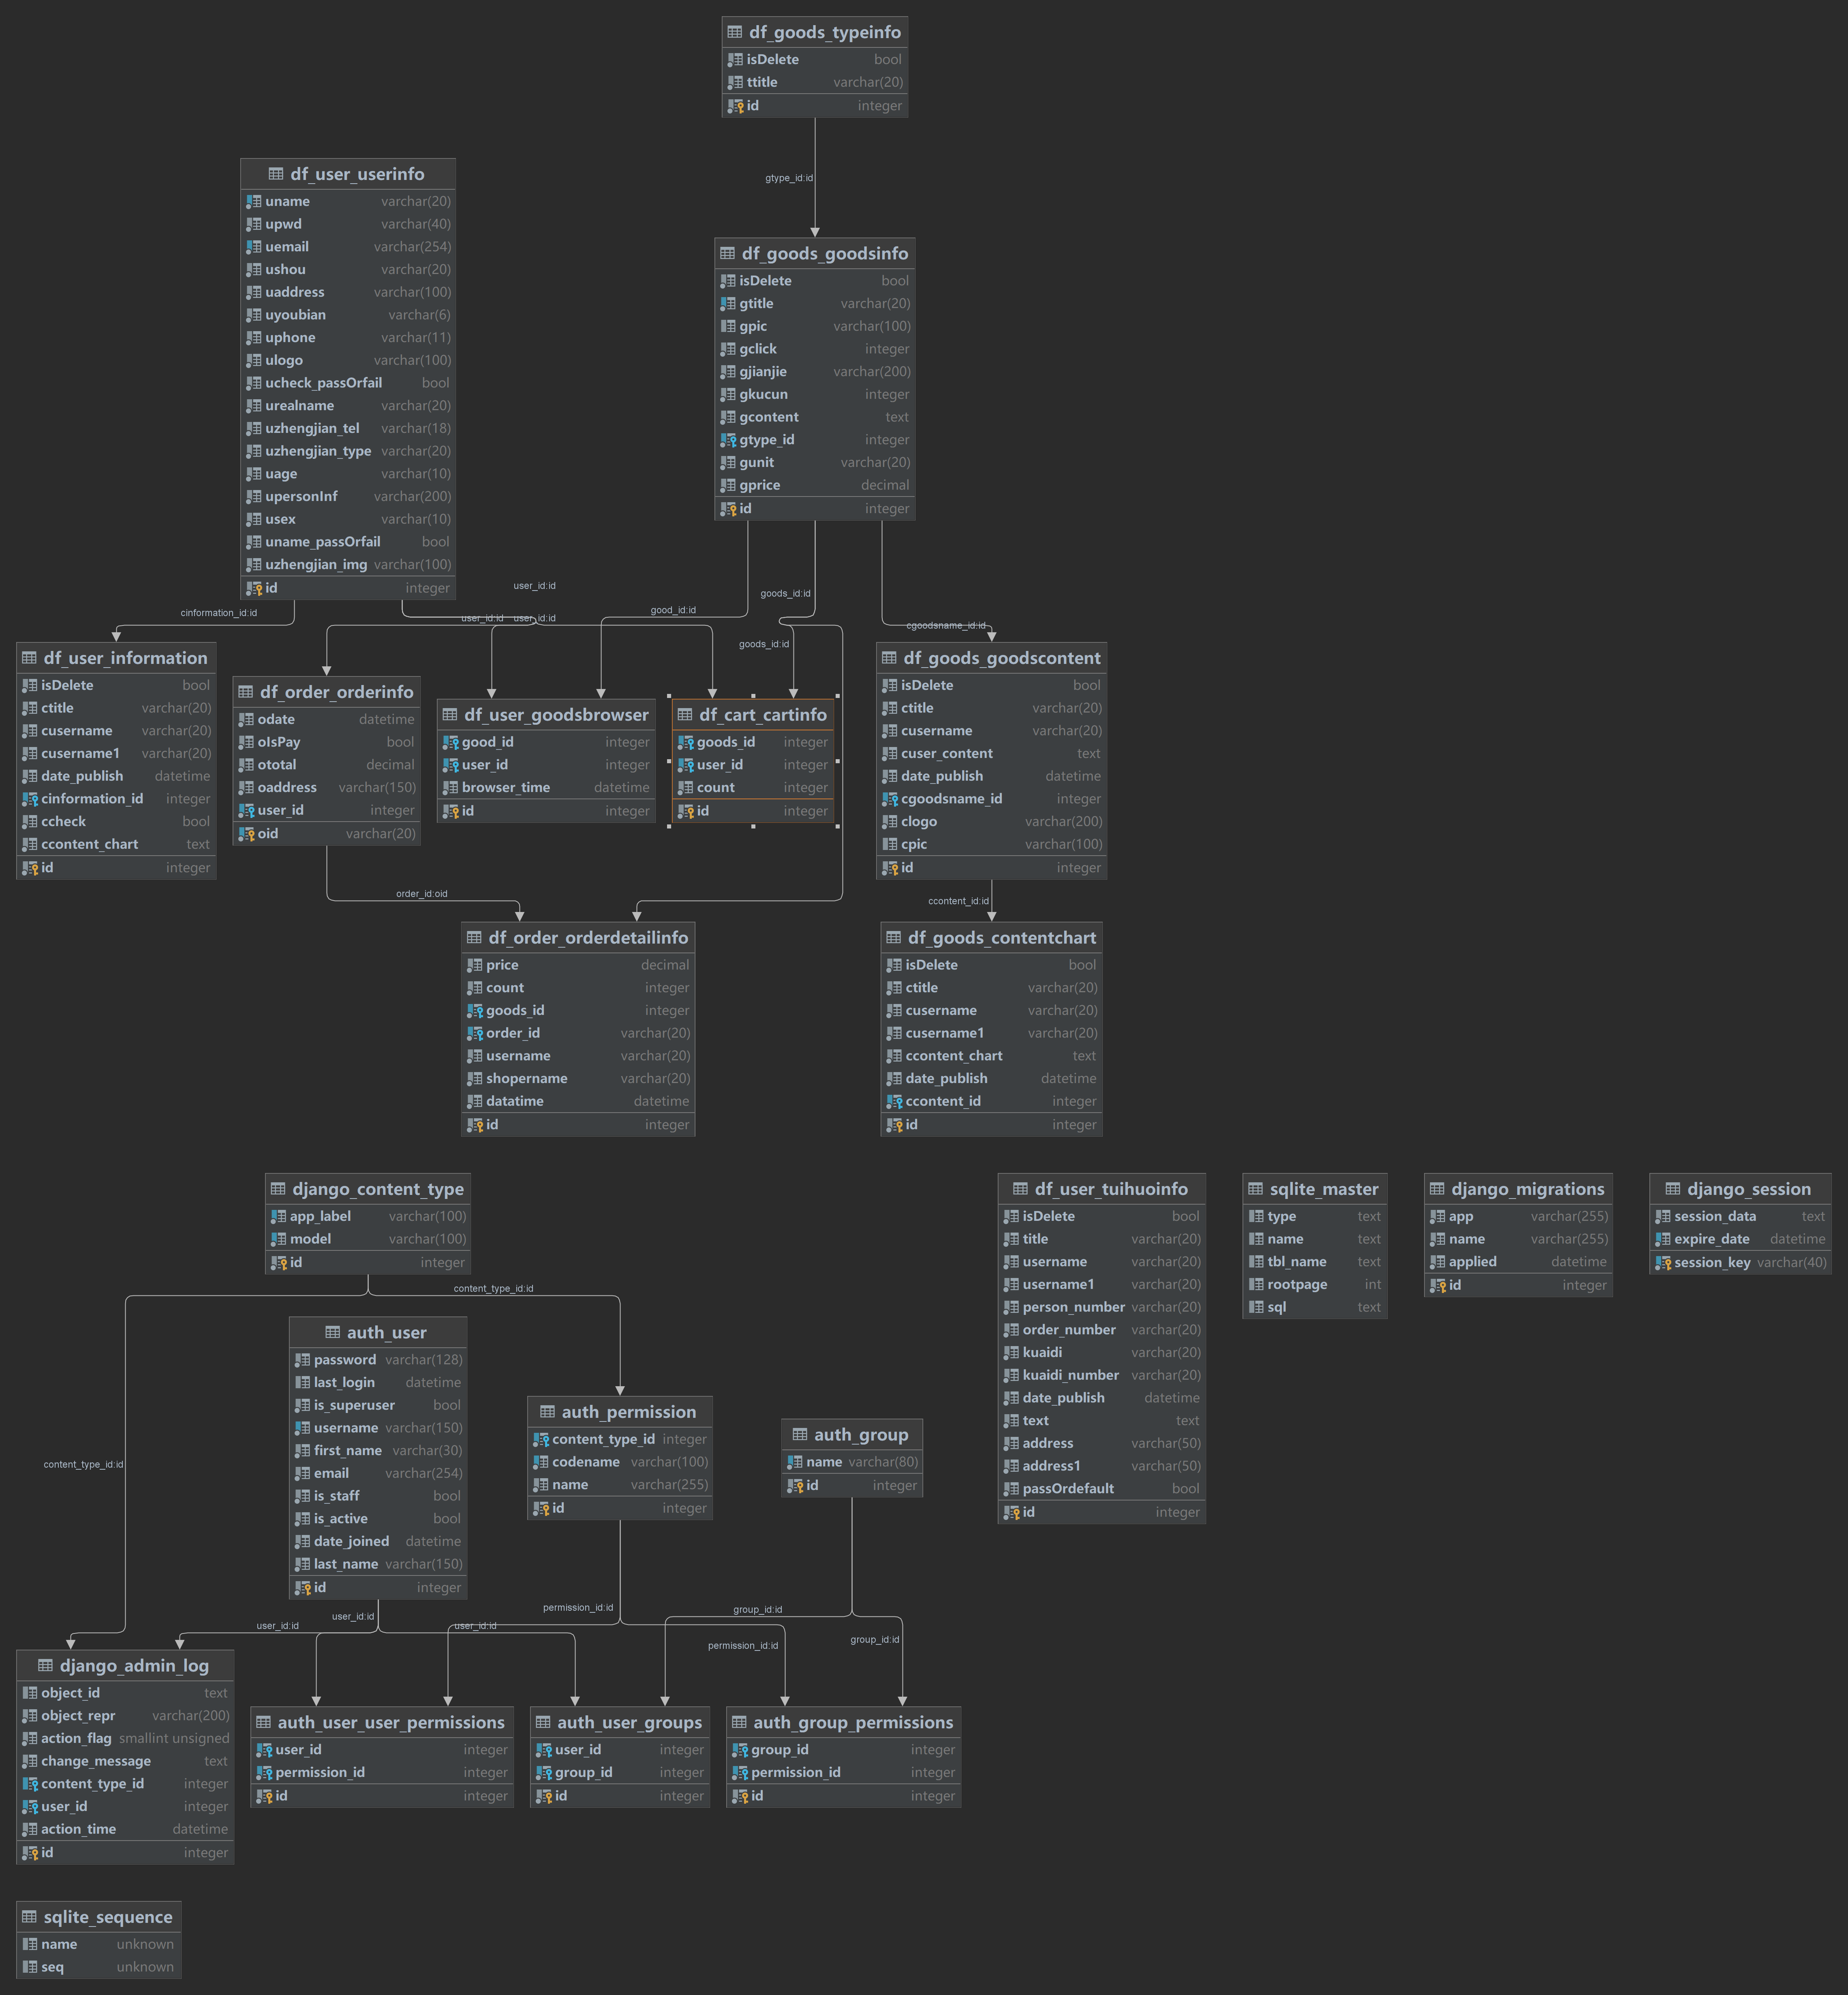 df_goods_typeinfo
isDelete bool
ttitle varchar(20)
id integer
gtype_id:id
df_user_userinfo
uname varchar(20)
upwd varchar(40)
uemail varchar(254)
ushou varchar(20)
uaddress varchar(100)
uyoubian varchar(6)
uphone varchar(11)
ulogo varchar(100)
ucheck_passOrfail bool
urealname varchar(20)
uzhengjian_tel varchar(18)
uzhengjian_type varchar(20)
uage varchar(10)
upersonInf varchar(200)
usex varchar(10)
uname_passOrfail bool
uzhengjian_img varchar(100)
id integer
df_goods_goodsinfo
isDelete bool
gtitle varchar(20)
gpic varchar(100)
gclick integer
gjianjie varchar(200)
gkucun integer
gcontent text
gtype_id integer
gunit varchar(20)
gprice decimal
id integer
user_id:id
goods_id:id
cinformation_id:id
good_id:id
user_id:id
user_id:id
cgoodsname_id:id
goods_id:id
df_user_information
isDelete bool
ctitle varchar(20)
cusername varchar(20)
cusername1 varchar(20)
date_publish datetime
cinformation_id integer
ccheck bool
ccontent_chart text
id integer
df_order_orderinfo
odate datetime
oIsPay bool
ototal decimal
oaddress varchar(150)
user_id integer
oid varchar(20)
df_user_goodsbrowser
good_id integer
user_id integer
browser_time datetime
id integer
df_cart_cartinfo
goods_id integer
user_id integer
count integer
id integer
df_goods_goodscontent
isDelete bool
ctitle varchar(20)
cusername varchar(20)
cuser_content text
date_publish datetime
cgoodsname_id integer
clogo varchar(200)
cpic varchar(100)
id integer
order_id:oid
ccontent_id:id
df_order_orderdetailinfo
price decimal
count integer
goods_id integer
order_id varchar(20)
username varchar(20)
shopername varchar(20)
datatime datetime
id integer
df_goods_contentchart
isDelete bool
ctitle varchar(20)
cusername varchar(20)
cusername1 varchar(20)
ccontent_chart text
date_publish datetime
ccontent_id integer
id integer
django_content_type
app_label varchar(100)
model varchar(100)
id integer
content_type_id:id
df_user_tuihuoinfo
isDelete bool
title varchar(20)
username varchar(20)
username1 varchar(20)
person_number varchar(20)
order_number varchar(20)
kuaidi varchar(20)
kuaidi_number varchar(20)
date_publish datetime
text text
address varchar(50)
address1 varchar(50)
passOrdefault bool
id integer
sqlite_master
type text
name text
tbl_name text
rootpage int
sql text
django_migrations
app varchar(255)
name varchar(255)
applied datetime
id integer
django_session
session_data text
expire_date datetime
session_key varchar(40)
auth_user
password varchar(128)
last_login datetime
is_superuser bool
username varchar(150)
first_name varchar(30)
email varchar(254)
is_staff bool
is_active bool
date_joined datetime
last_name varchar(150)
id integer
auth_permission
content_type_id integer
codename varchar(100)
name varchar(255)
id integer
auth_group
name varchar(80)
id integer
content_type_id:id
permission_id:id
group_id:id
user_id:id
user_id:id
user_id:id
group_id:id
permission_id:id
django_admin_log
object_id text
object_repr varchar(200)
action_flag smallint unsigned
change_message text
content_type_id integer
user_id integer
action_time datetime
id integer
auth_user_user_permissions
user_id integer
permission_id integer
id integer
auth_user_groups
user_id integer
group_id integer
id integer
auth_group_permissions
group_id integer
permission_id integer
id integer
sqlite_sequence
name unknown
seq unknown